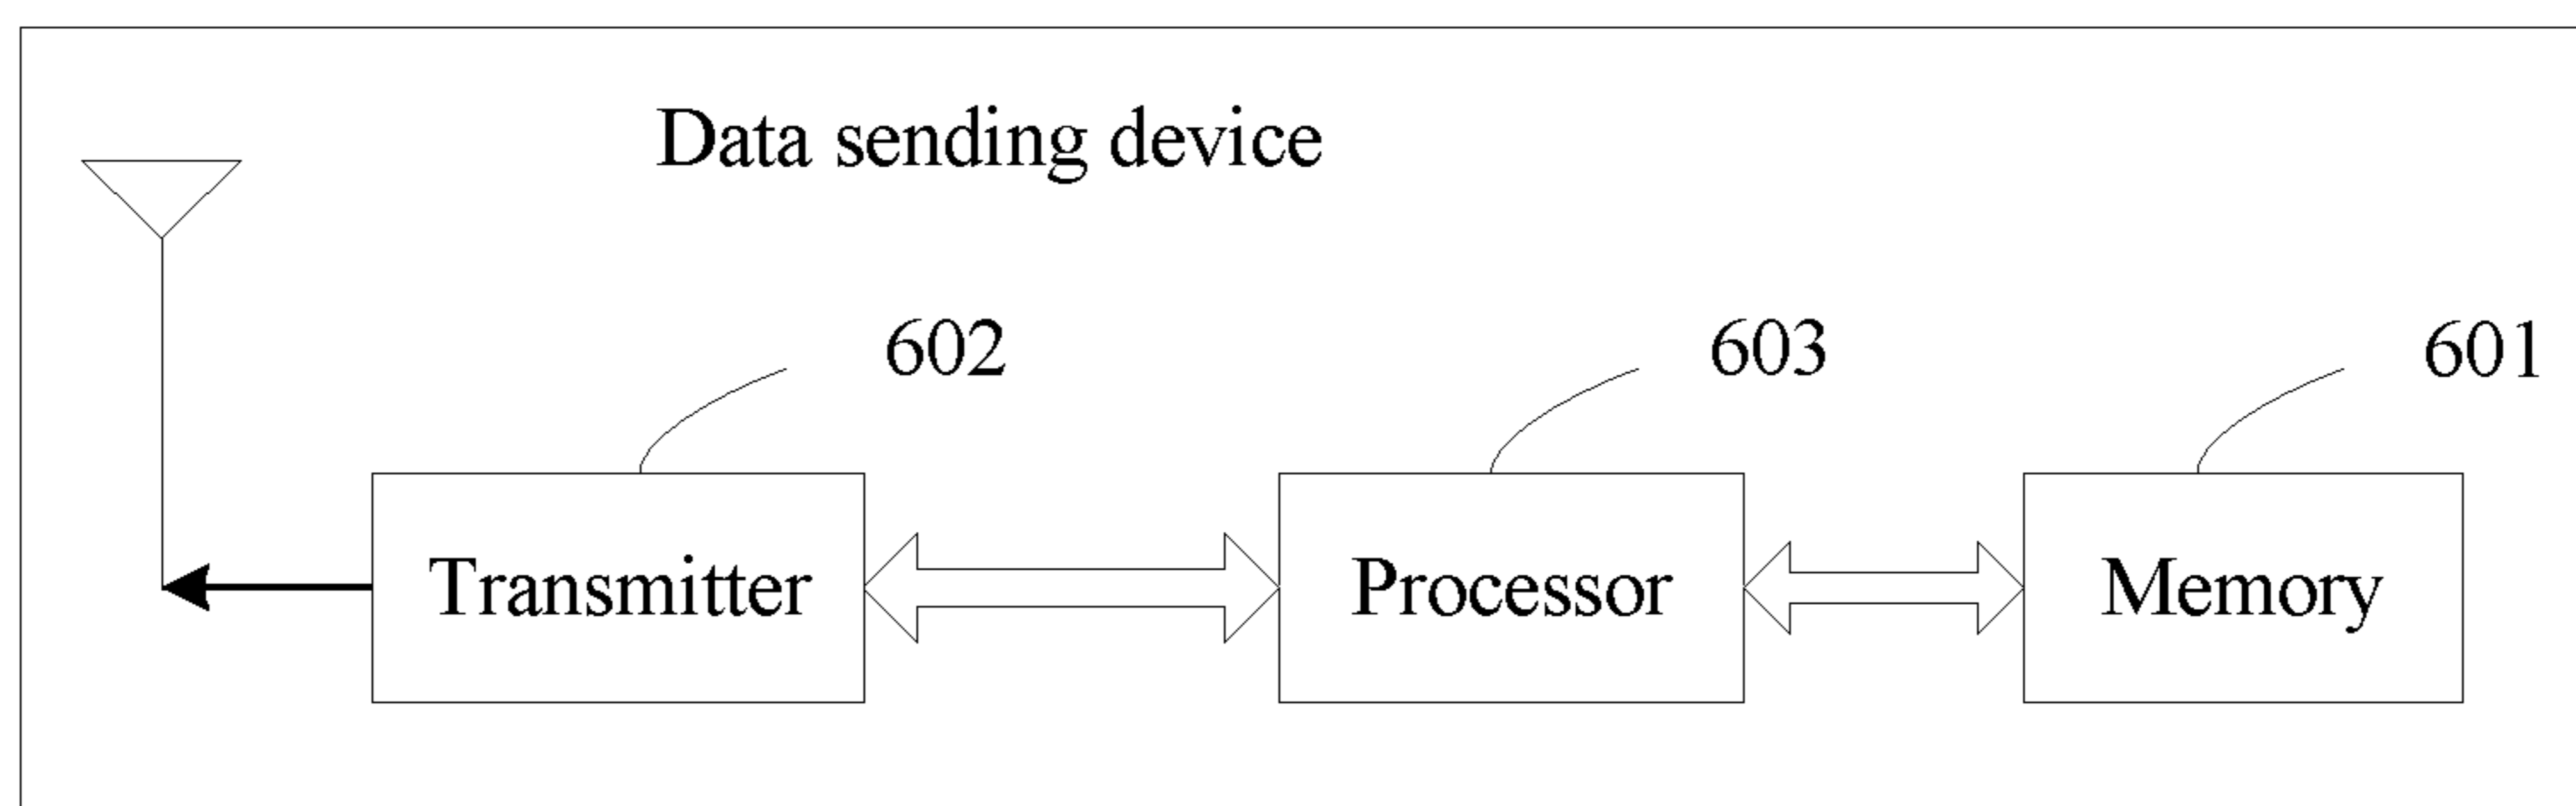 Data sending device
602 603 601
Transmitter Processor Memory